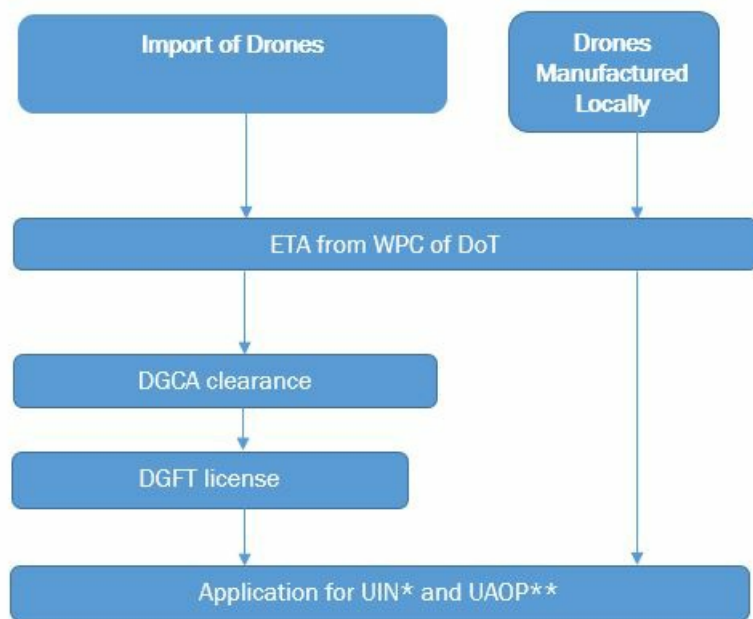 Import of Drones
Drones
Manufactured
Locally
ETA from WPC of DoT
DGCA clearance
DGFT license
Application for UIN* and UAOP**